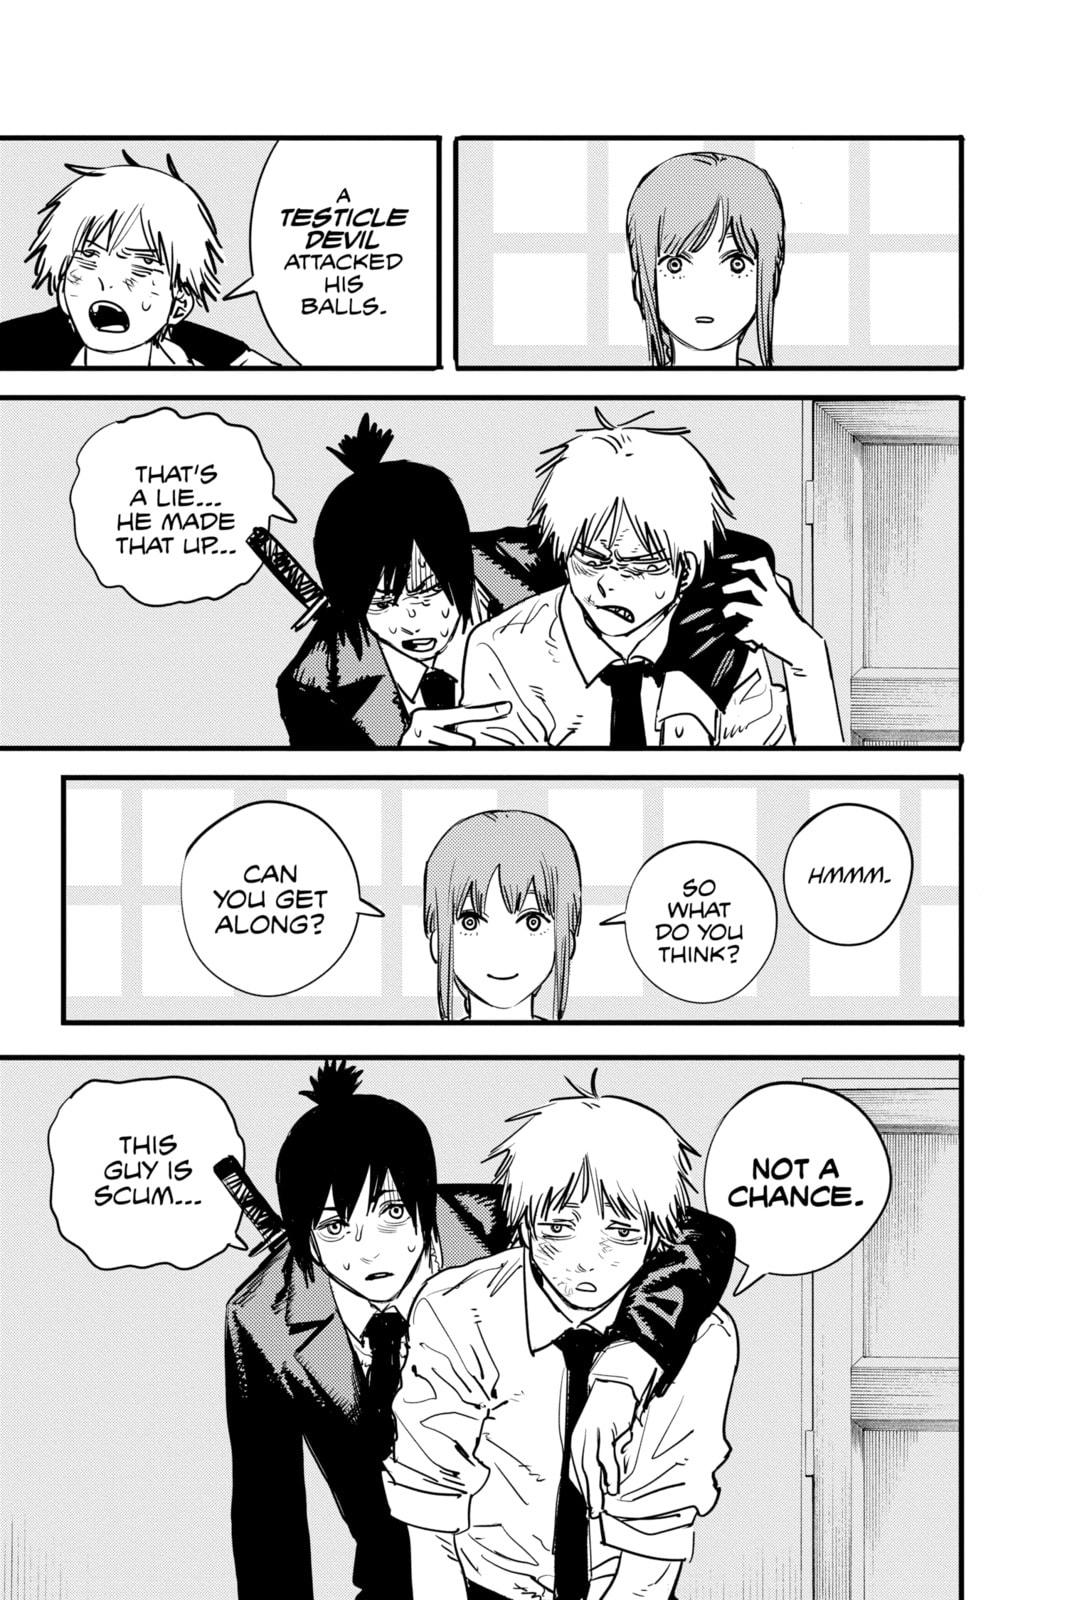 A
TESTICLE
DEVIL
ATTACKED
HIS
BALLS.
THAT'S
A LIE...
HE MADE
THAT UP...
HMMM.
SO
WHAT
DO YOU
THINK?
CAN
YOU GET
ALONG?
NOT A
CHANCE.
THIS
GUY IS
SCUM...